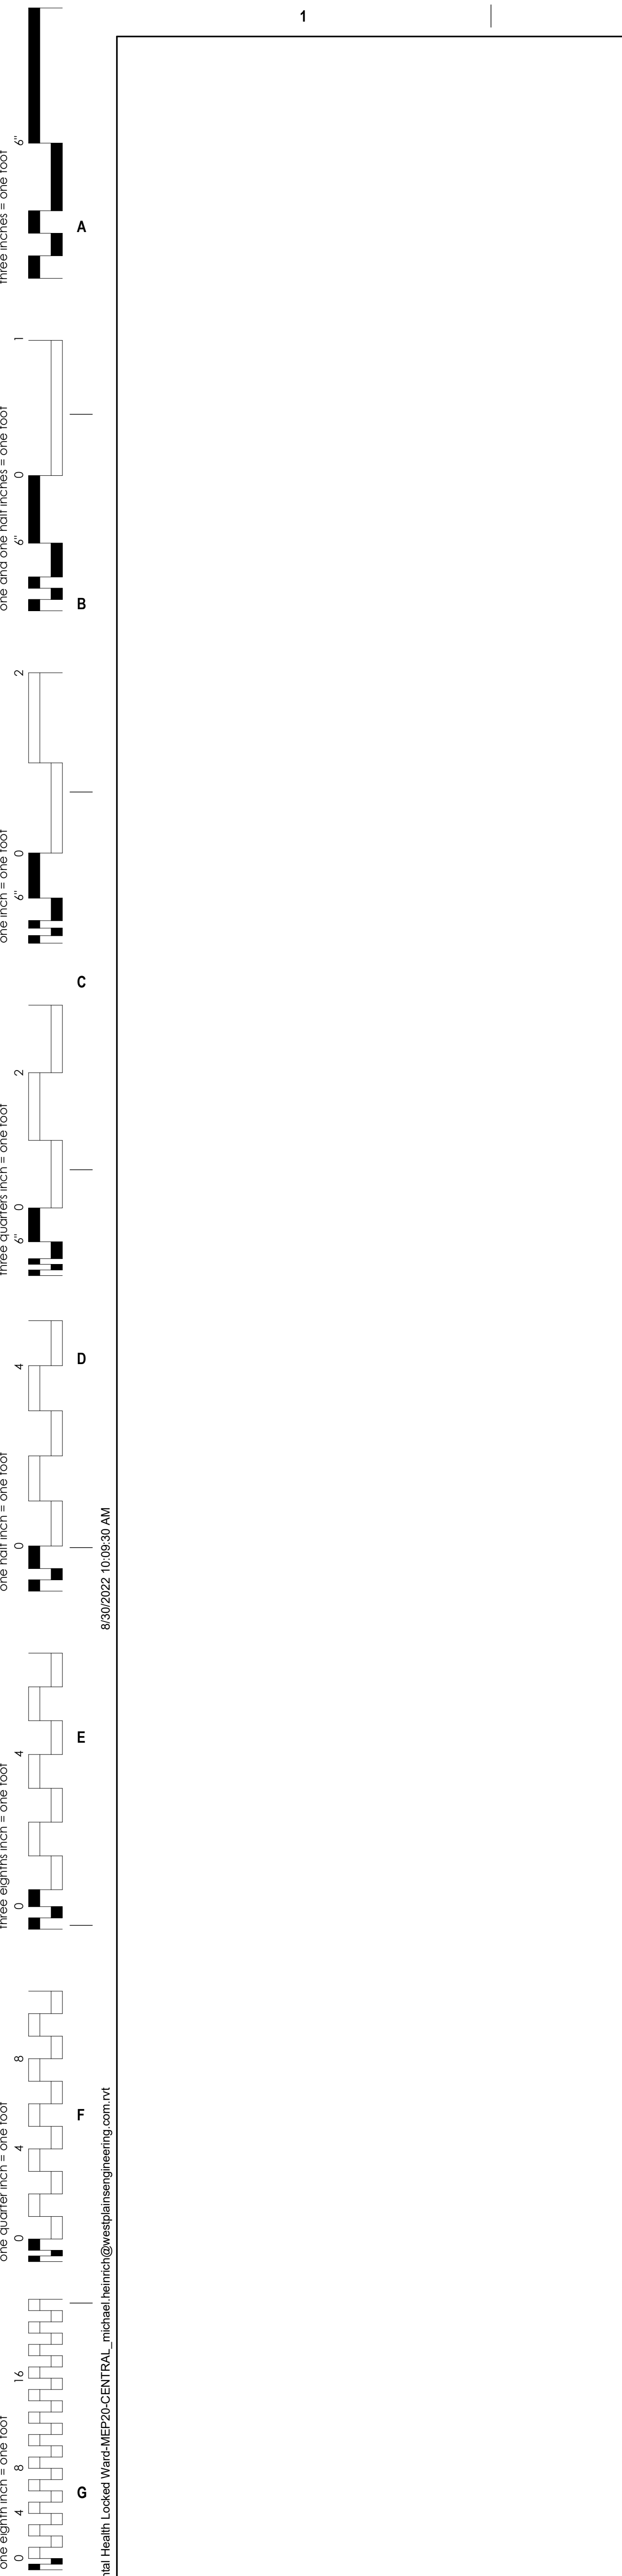 1
A
B
C
D
E
F
G
three inches = one foot
6"
one and one half inches = one foot
6" 0 1
one inch = one foot
6" 0 2
three quarters inch = one foot
6" 0 2
one half inch = one foot
0 4
three eighths inch = one foot
0 4
one quarter inch = one foot
0 4 8
one eighth inch = one foot
0 4 8 16
8/30/2022 10:09:30 AM
Health Locked Ward-MEP20-CENTRAL_michael.heinrich@westplainsengineering.com.rvt